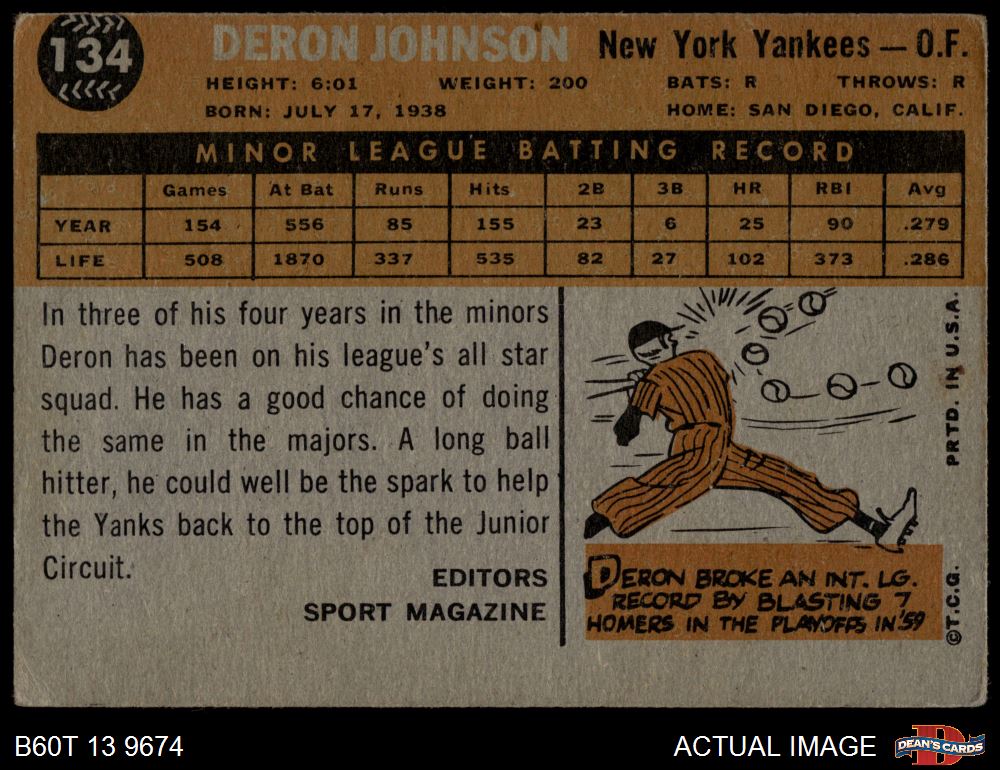 134
DERON JOHNSON New York Yankees — O.F.
HEIGHT: 6:01 WEIGHT: 200 BATS: R THROWS: R
BORN: JULY 17, 1938 HOME: SAN DIEGO, CALIF.
MINOR LEAGUE BATTING RECORD
Games At Bat Runs Hits 2B 3B HR RBI Avg
YEAR 154 556 85 155 23 6 25 90 .279
LIFE 508 1870 337 535 82 27 102 373 .286
In three of his four years in the minors
Deron has been on his league's all star
squad. He has a good chance of doing
the same in the majors. A long ball
hitter, he could well be the spark to help
the Yanks back to the top of the Junior
Circuit.
EDITORS
SPORT MAGAZINE
DERON BROKE AN INT. LG.
RECORD BY BLASTING 7
HOMERS IN THE PLAYOFFS IN '59
©T.C.G. PRTD. IN U.S.A.
B60T 13 9674 ACTUAL IMAGE D DEAN'S CARDS